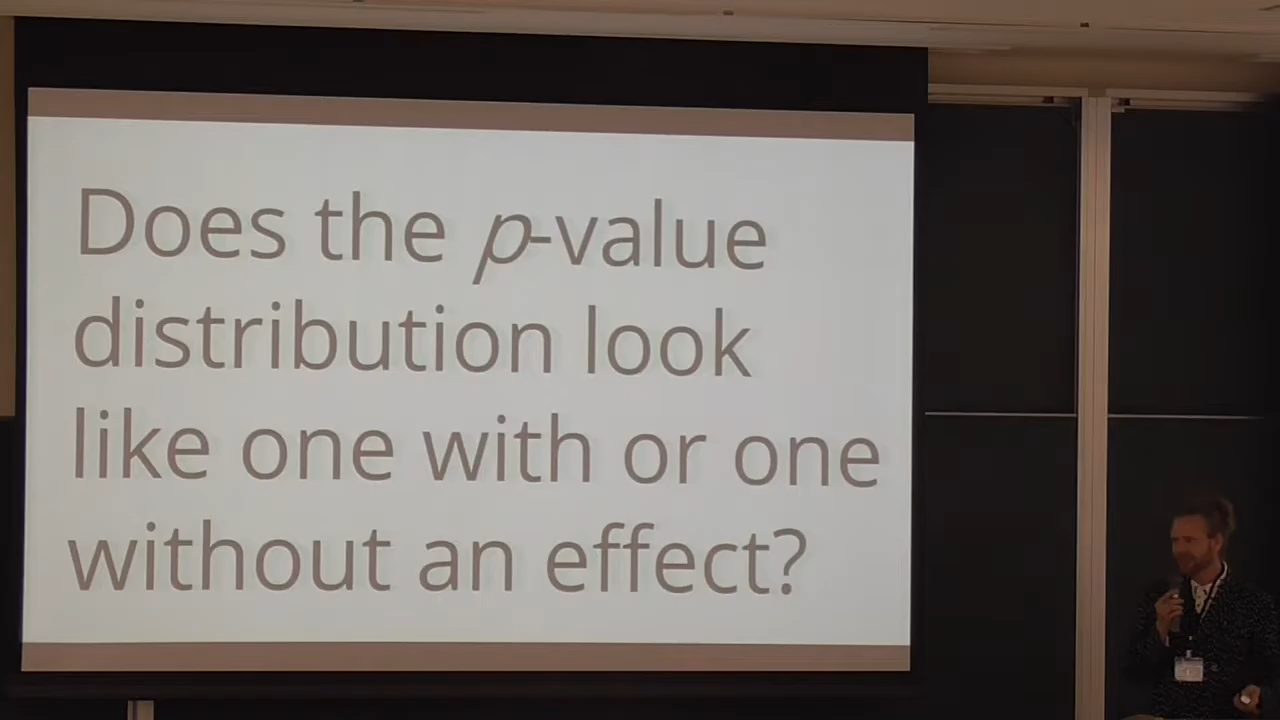 Does the p-value
distribution look
like one with or one
without an effect?